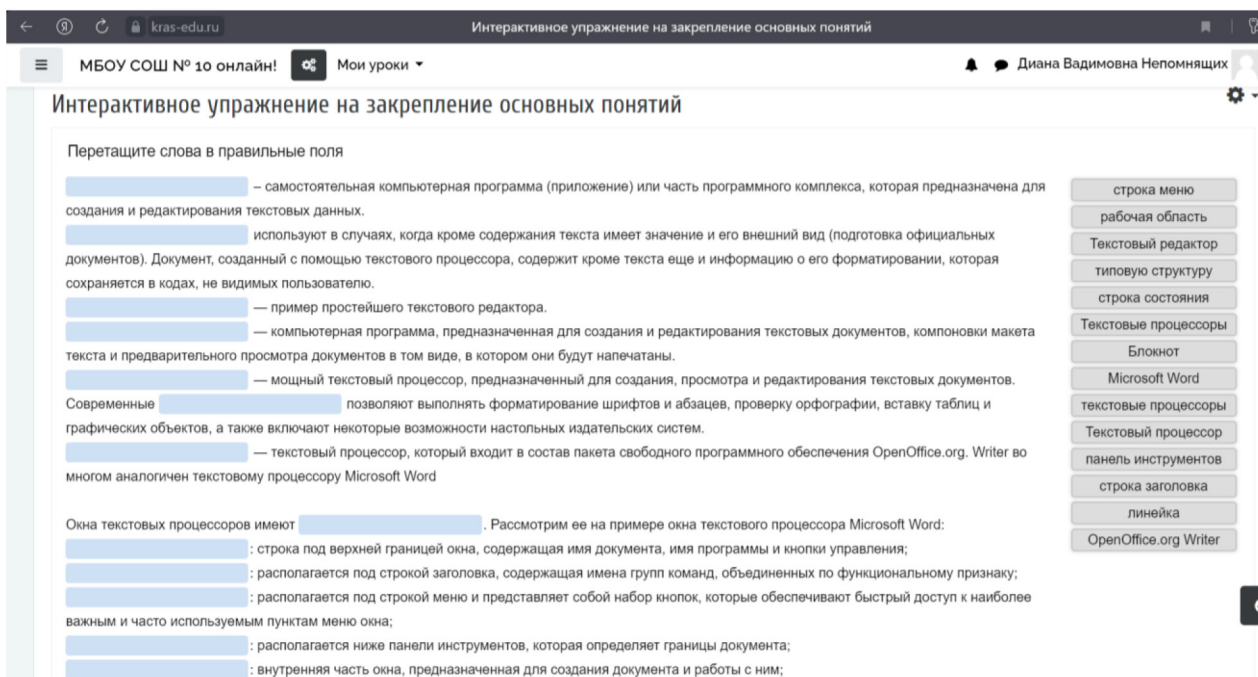 kras-edu.ru
Интерактивное упражнение на закрепление основных понятий
МБОУ СОШ № 10 онлайн!
Мои уроки
Диана Вадимовна Непомнящих
Интерактивное упражнение на закрепление основных понятий
Перетащите слова в правильные поля
– самостоятельная компьютерная программа (приложение) или часть программного комплекса, которая предназначена для
создания и редактирования текстовых данных.
используют в случаях, когда кроме содержания текста имеет значение и его внешний вид (подготовка официальных
документов). Документ, созданный с помощью текстового процессора, содержит кроме текста еще и информацию о его форматировании, которая
сохраняется в кодах, не видимых пользователю.
— пример простейшего текстового редактора.
— компьютерная программа, предназначенная для создания и редактирования текстовых документов, компоновки макета
текста и предварительного просмотра документов в том виде, в котором они будут напечатаны.
— мощный текстовый процессор, предназначенный для создания, просмотра и редактирования текстовых документов.
Современные позволяют выполнять форматирование шрифтов и абзацев, проверку орфографии, вставку таблиц и
графических объектов, а также включают некоторые возможности настольных издательских систем.
— текстовый процессор, который входит в состав пакета свободного программного обеспечения OpenOffice.org. Writer во
многом аналогичен текстовому процессору Microsoft Word
Окна текстовых процессоров имеют . Рассмотрим ее на примере окна текстового процессора Microsoft Word:
: строка под верхней границей окна, содержащая имя документа, имя программы и кнопки управления;
: располагается под строкой заголовка, содержащая имена групп команд, объединенных по функциональному признаку;
: располагается под строкой меню и представляет собой набор кнопок, которые обеспечивают быстрый доступ к наиболее
важным и часто используемым пунктам меню окна;
: располагается ниже панели инструментов, которая определяет границы документа;
: внутренняя часть окна, предназначенная для создания документа и работы с ним;
строка меню
рабочая область
Текстовый редактор
типовую структуру
строка состояния
Текстовые процессоры
Блокнот
Microsoft Word
текстовые процессоры
Текстовый процессор
панель инструментов
строка заголовка
линейка
OpenOffice.org Writer